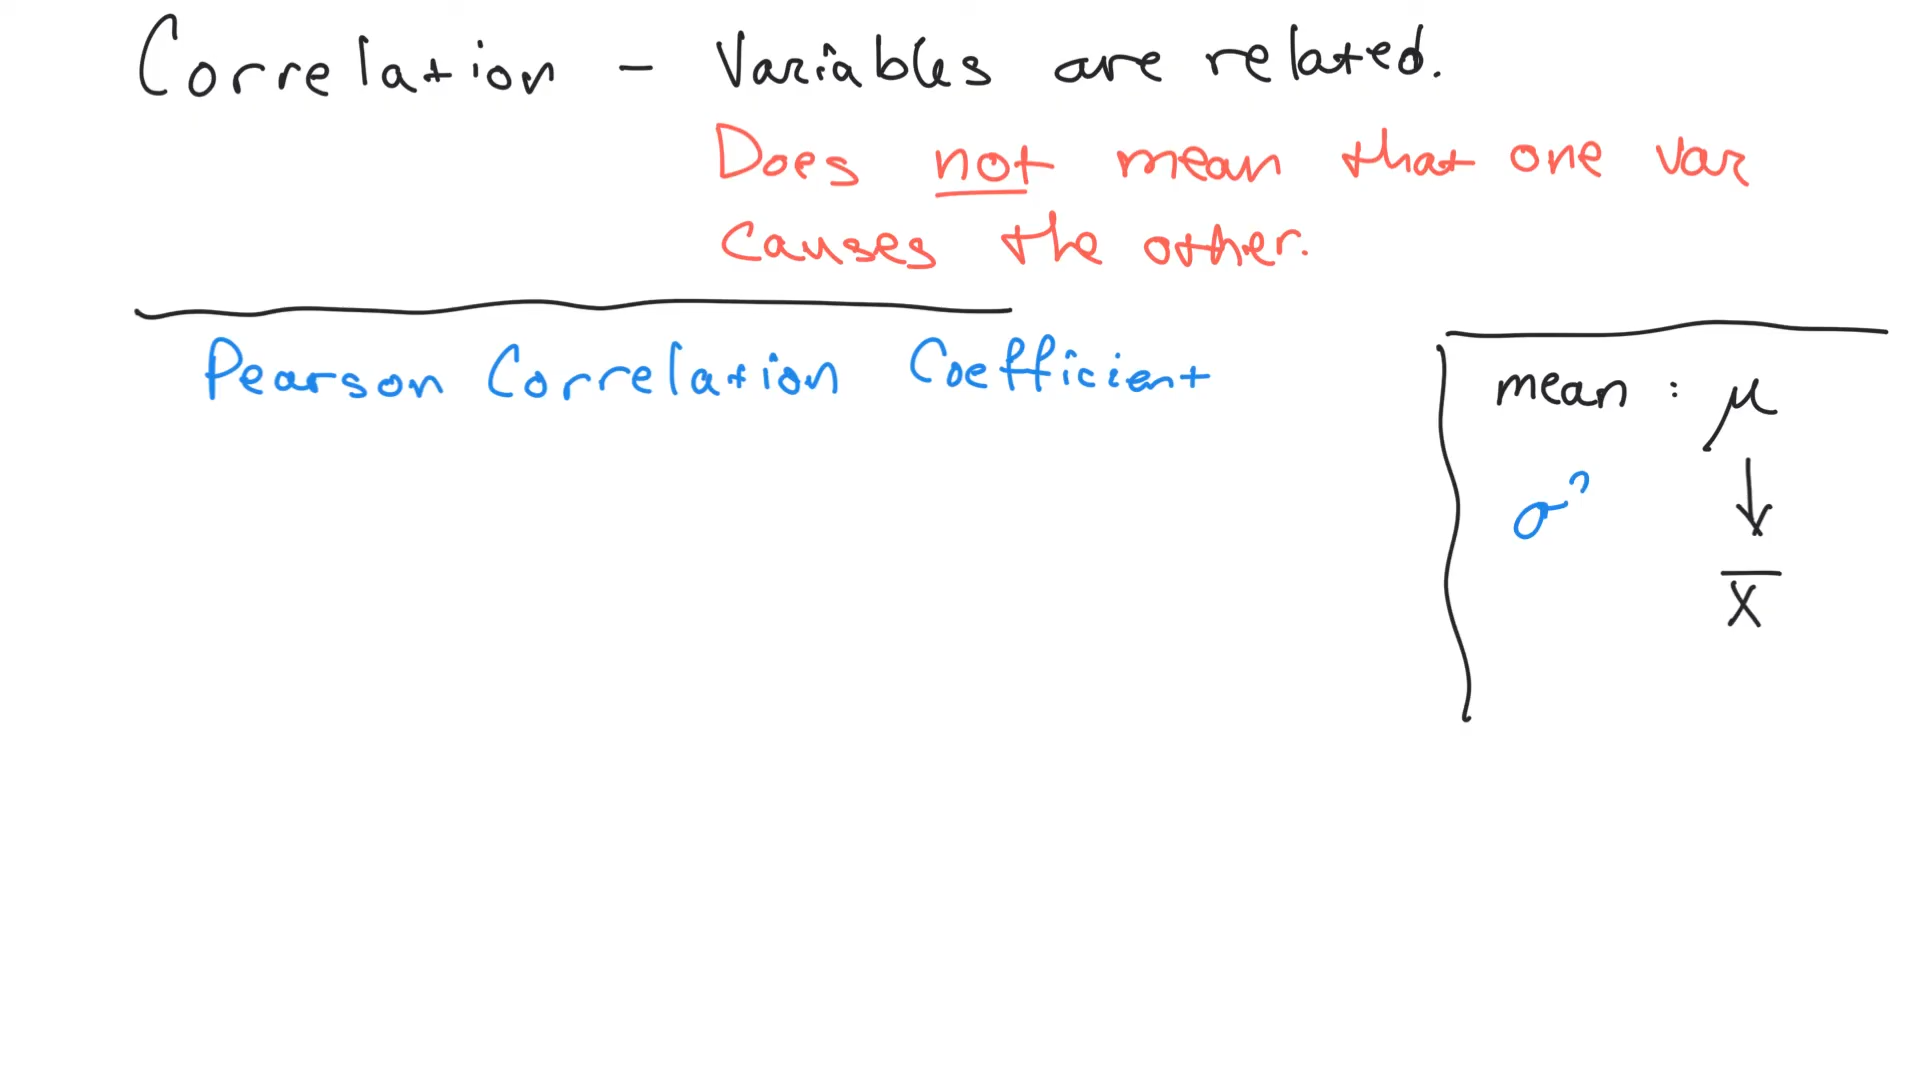 Correlation - Variables are related.
Does not mean that one var
causes the other.
Pearson Correlation Coefficient
mean : μ
σ²
↓
x̄